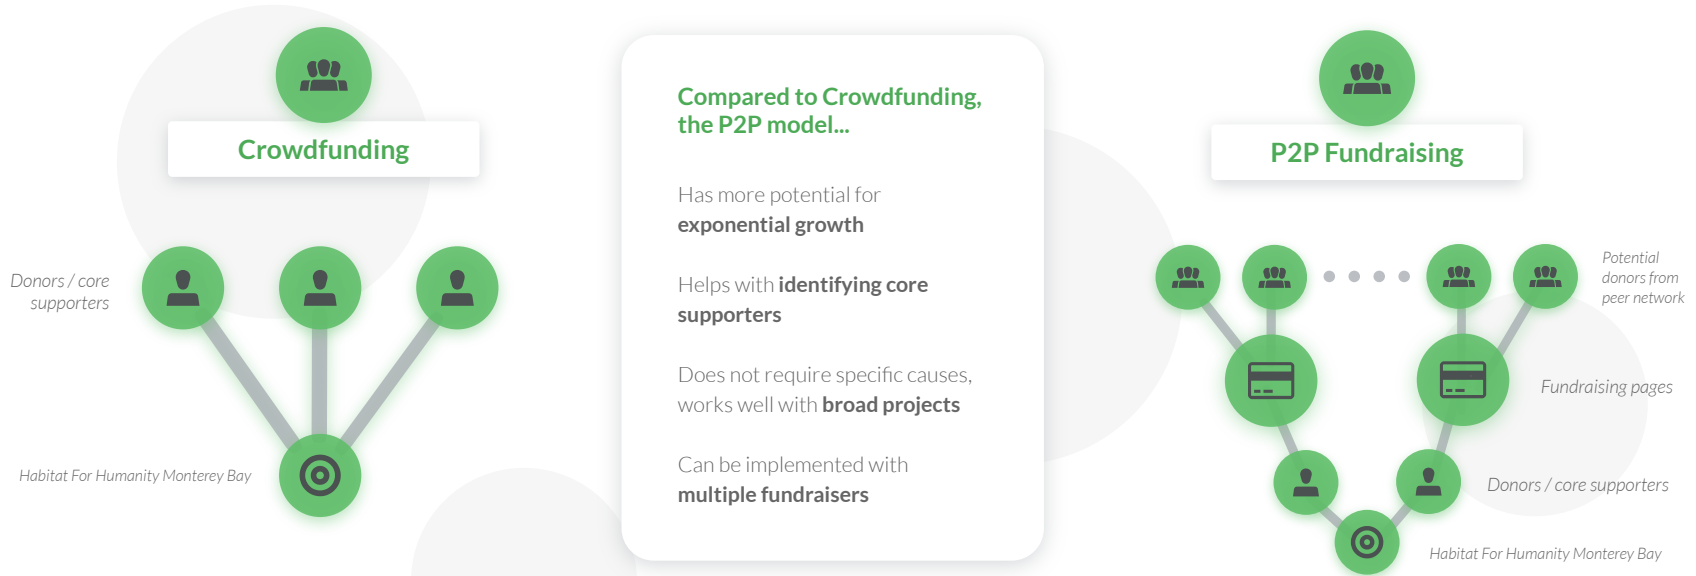 Crowdfunding
Donors / core
supporters
Habitat For Humanity Monterey Bay
Compared to Crowdfunding,
the P2P model...
Has more potential for
exponential growth
Helps with identifying core
supporters
Does not require specific causes,
works well with broad projects
Can be implemented with
multiple fundraisers
P2P Fundraising
Potential
donors from
peer network
Fundraising pages
Donors / core supporters
Habitat For Humanity Monterey Bay